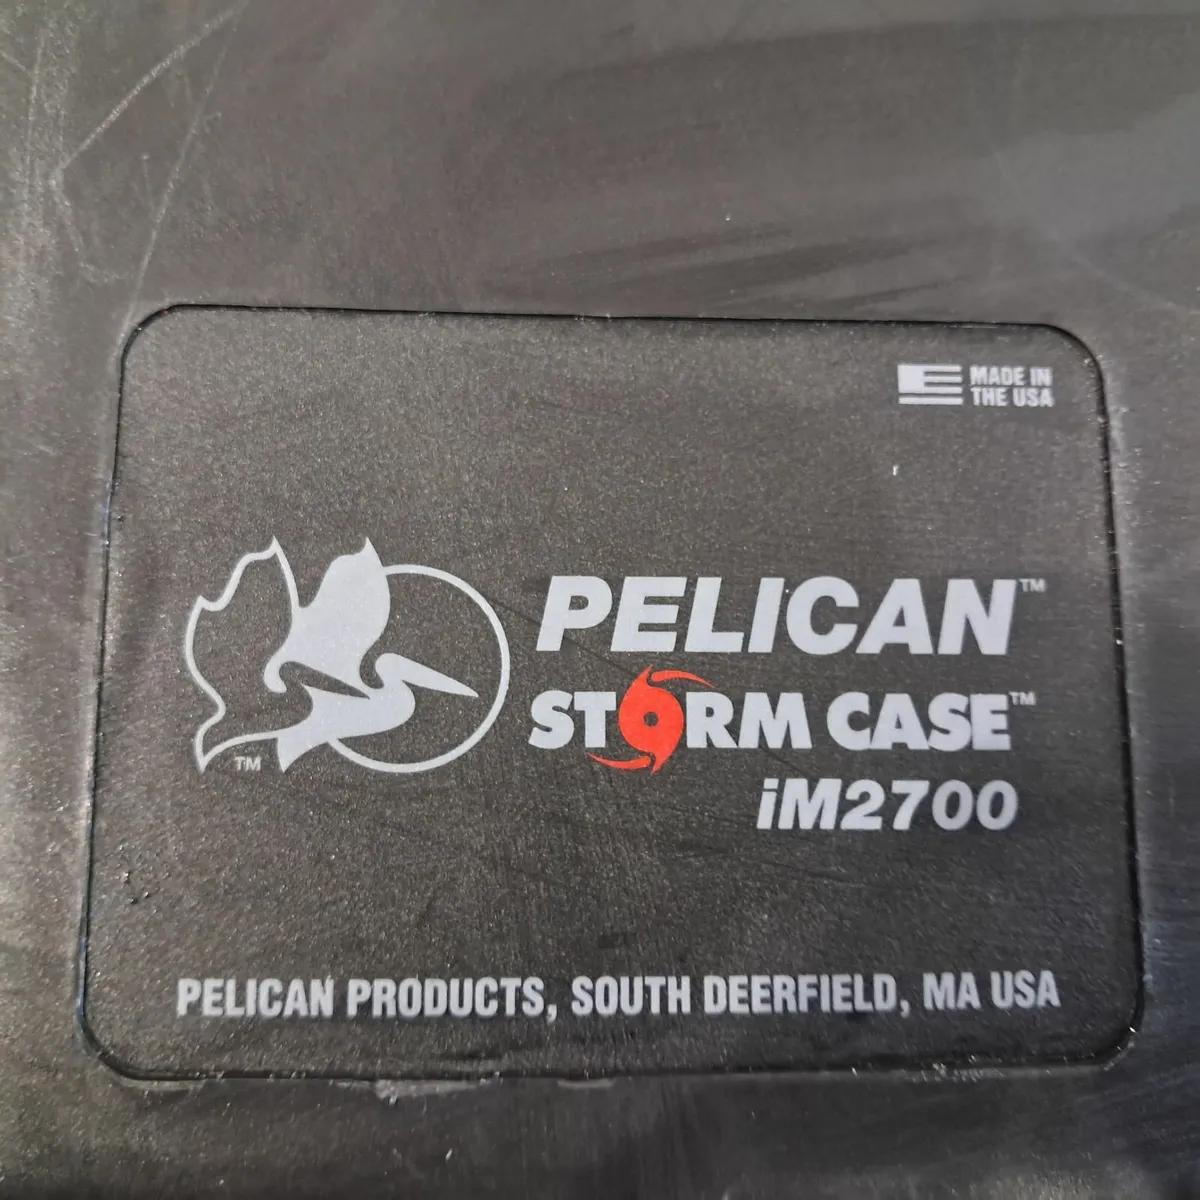 MADE IN
THE USA
PELICAN™
STORM CASE™
iM2700
TM
PELICAN PRODUCTS, SOUTH DEERFIELD, MA USA